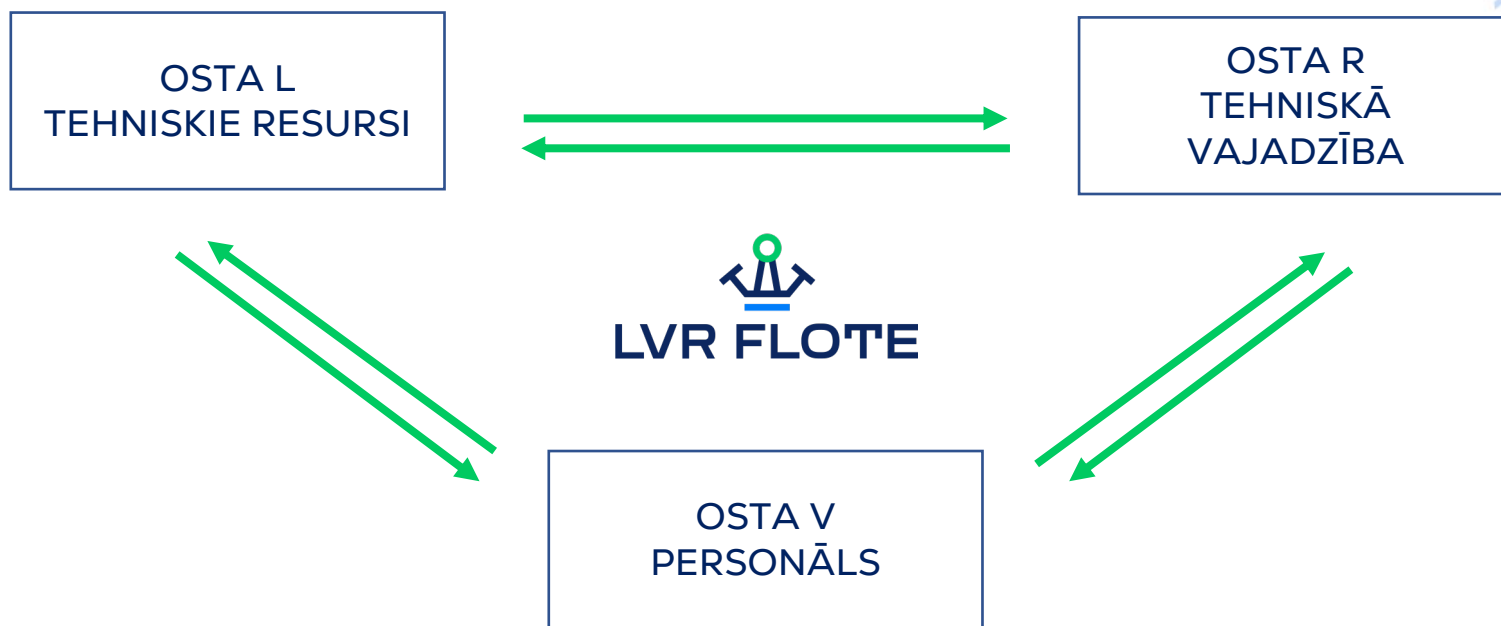 OSTA L
TEHNISKIE RESURSI
OSTA R
TEHNISKĀ
VAJADZĪBA
LVR FLOTE
OSTA V
PERSONĀLS